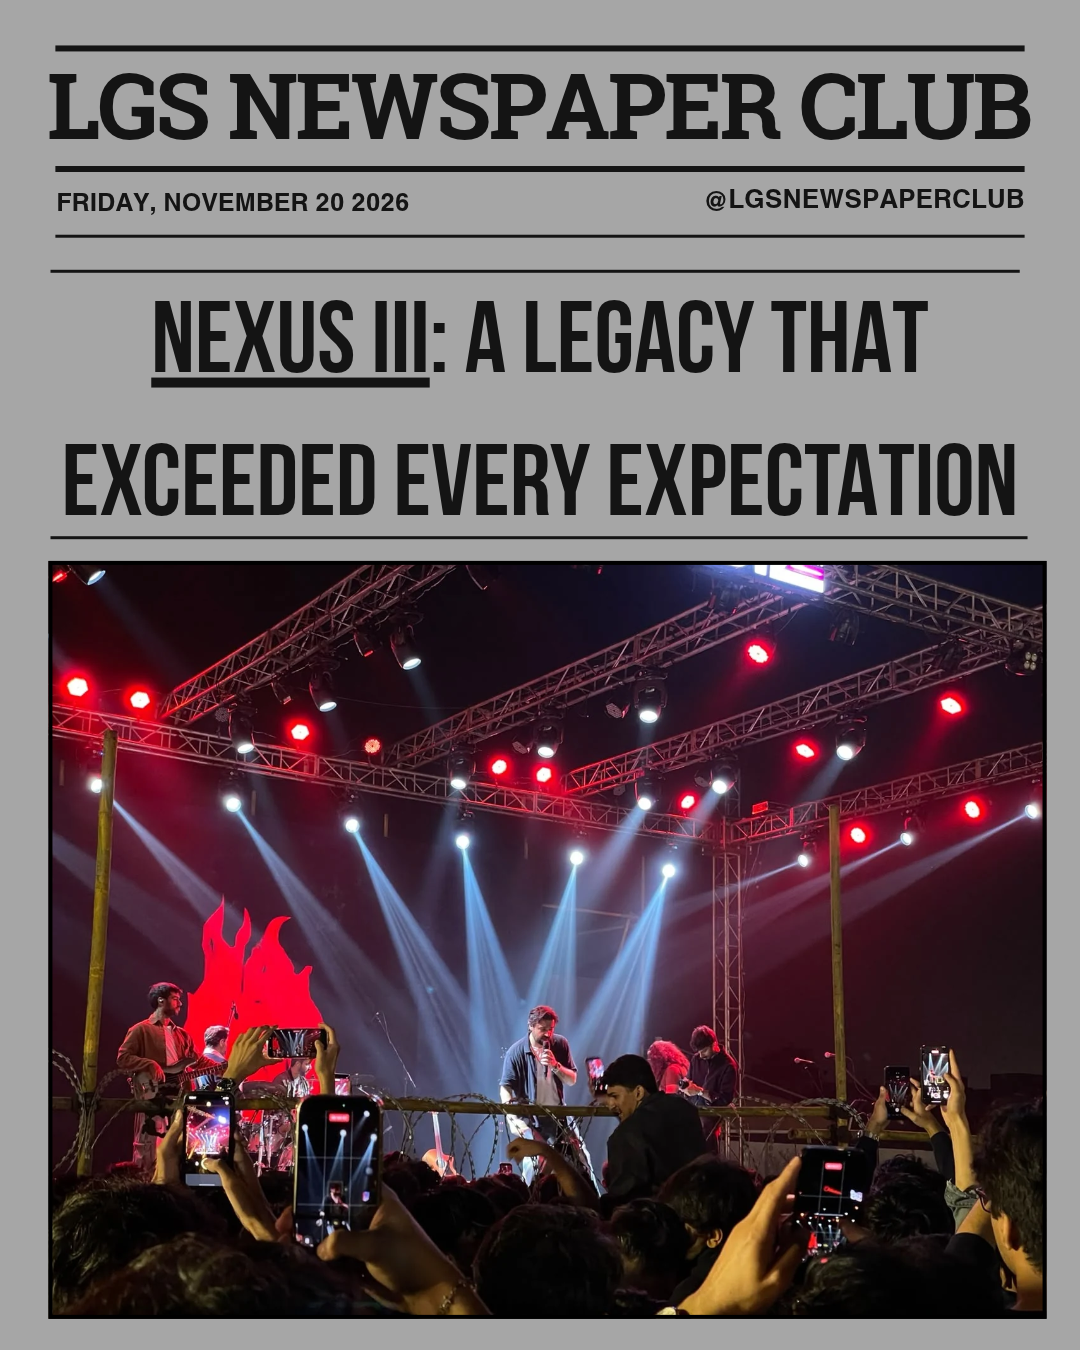 LGS NEWSPAPER CLUB
FRIDAY, NOVEMBER 20 2026
@LGSNEWSPAPERCLUB
NEXUS III: A LEGACY THAT
EXCEEDED EVERY EXPECTATION